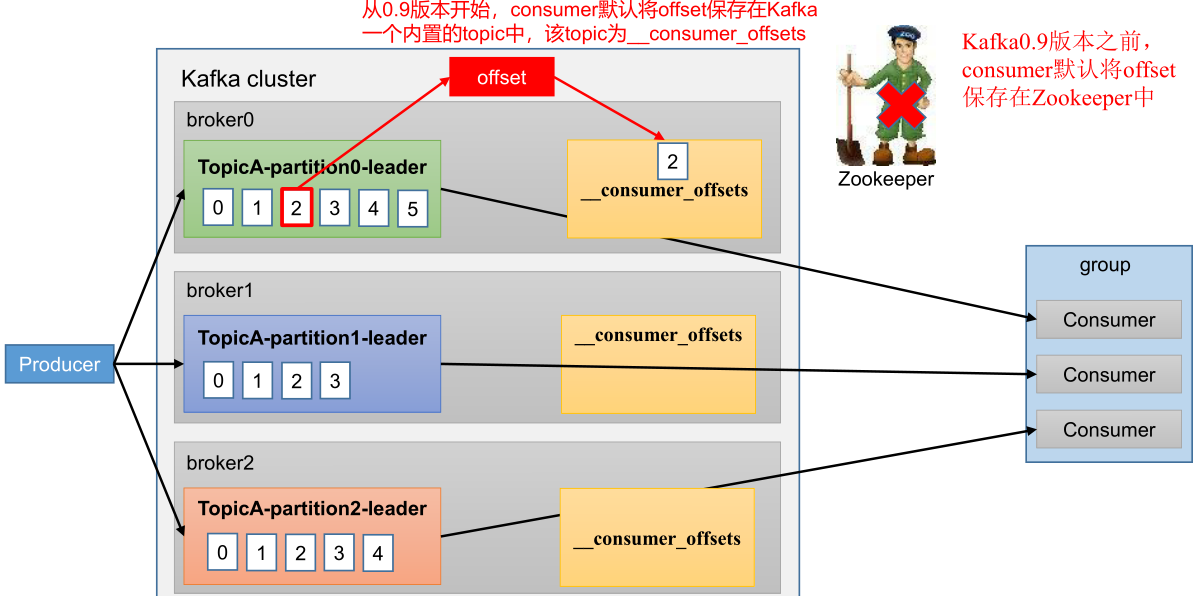 从0.9版本开始，consumer默认将offset保存在Kafka
一个内置的topic中，该topic为__consumer_offsets
Kafka0.9版本之前，
consumer默认将offset
保存在Zookeeper中
ZOO
Zookeeper
Kafka cluster
offset
broker0
TopicA-partition0-leader
0 1 2 3 4 5
2
__consumer_offsets
broker1
TopicA-partition1-leader
0 1 2 3
__consumer_offsets
broker2
TopicA-partition2-leader
0 1 2 3 4
__consumer_offsets
Producer
group
Consumer
Consumer
Consumer